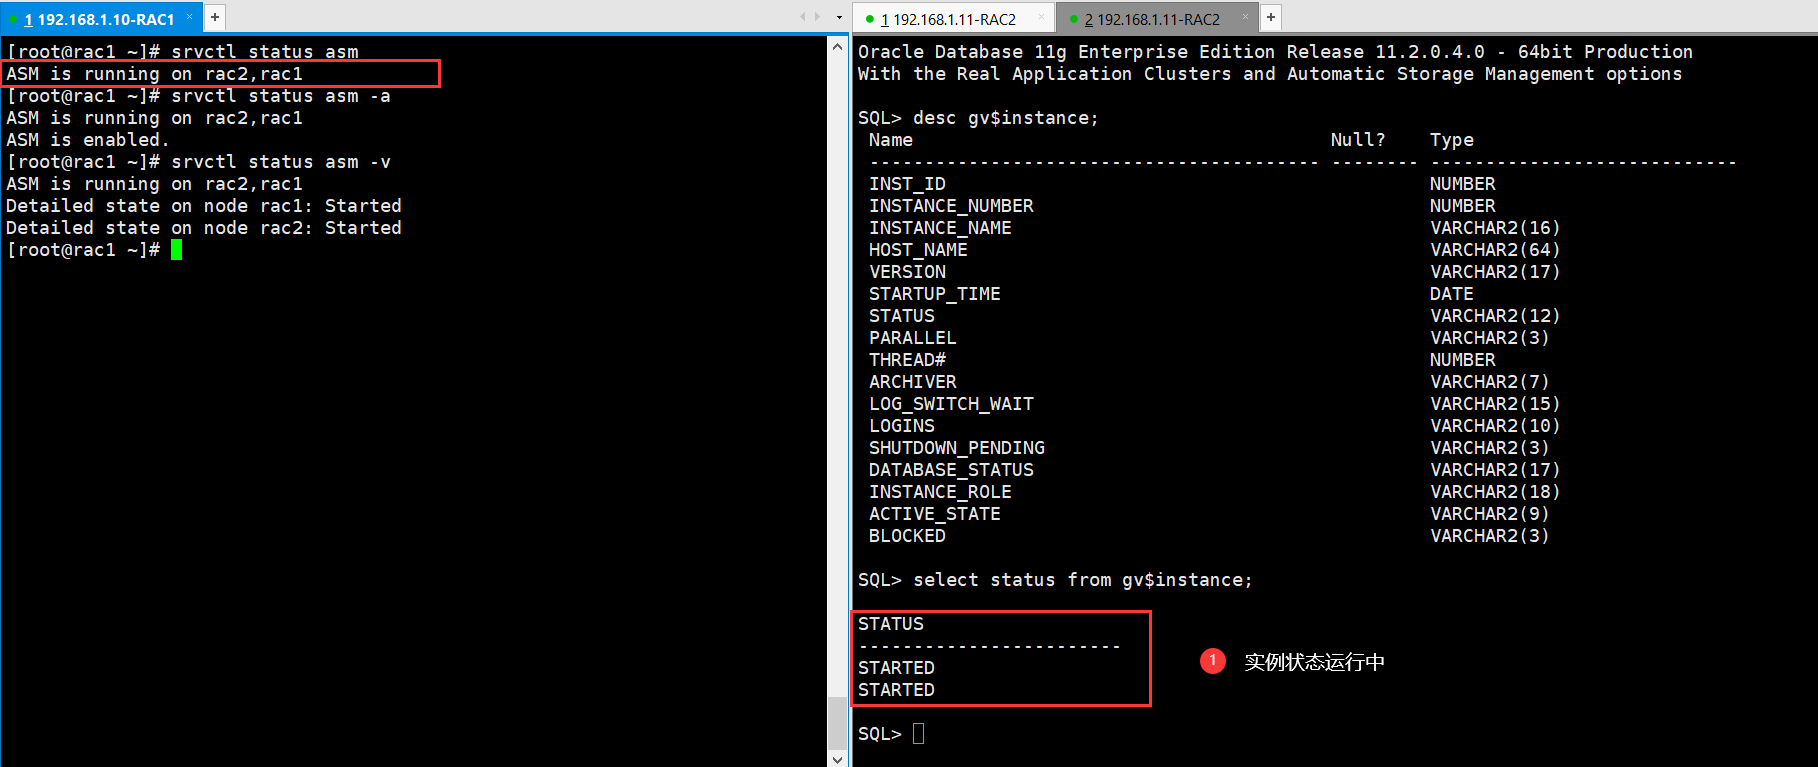 1 192.168.1.10-RAC1 × +
[root@rac1 ~]# srvctl status asm
ASM is running on rac2,rac1
[root@rac1 ~]# srvctl status asm -a
ASM is running on rac2,rac1
ASM is enabled.
[root@rac1 ~]# srvctl status asm -v
ASM is running on rac2,rac1
Detailed state on node rac1: Started
Detailed state on node rac2: Started
[root@rac1 ~]#
1 192.168.1.11-RAC2 × 2 192.168.1.11-RAC2 × +
Oracle Database 11g Enterprise Edition Release 11.2.0.4.0 - 64bit Production
With the Real Application Clusters and Automatic Storage Management options
SQL> desc gv$instance;
Name Null? Type
----------------------------------------- -------- ----------------------------
INST_ID NUMBER
INSTANCE_NUMBER NUMBER
INSTANCE_NAME VARCHAR2(16)
HOST_NAME VARCHAR2(64)
VERSION VARCHAR2(17)
STARTUP_TIME DATE
STATUS VARCHAR2(12)
PARALLEL VARCHAR2(3)
THREAD# NUMBER
ARCHIVER VARCHAR2(7)
LOG_SWITCH_WAIT VARCHAR2(15)
LOGINS VARCHAR2(10)
SHUTDOWN_PENDING VARCHAR2(3)
DATABASE_STATUS VARCHAR2(17)
INSTANCE_ROLE VARCHAR2(18)
ACTIVE_STATE VARCHAR2(9)
BLOCKED VARCHAR2(3)
SQL> select status from gv$instance;
STATUS
------------------------
STARTED
STARTED
1 实例状态运行中
SQL>